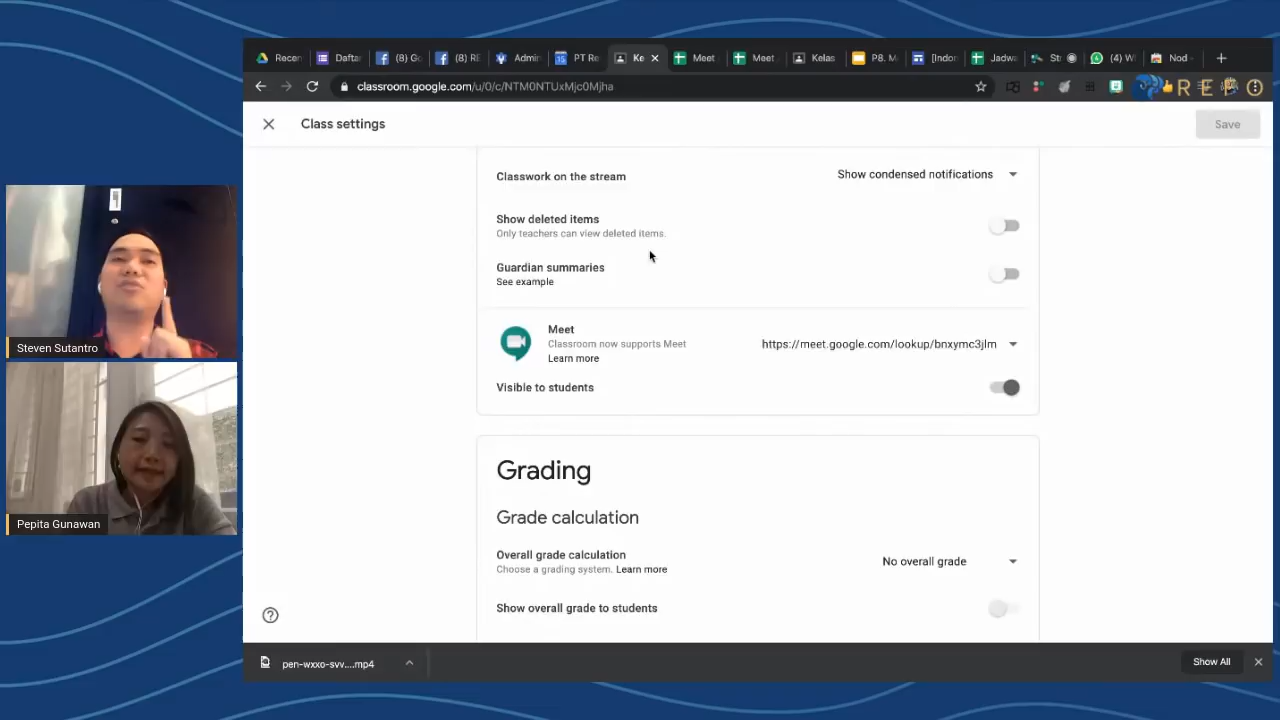 Recen
Daftar
(8) Go
(8) RE
Admin
PT Re
Ke
Meet
Meet
Kelas
P8. M
[Indon
Jadwa
Str
(4) W
Nod -
classroom.google.com/u/0/c/NTM0NTUxMjc0Mjha
R E F O
Class settings
Save
Classwork on the stream
Show condensed notifications
Show deleted items
Only teachers can view deleted items.
Guardian summaries
See example
Meet
Classroom now supports Meet
Learn more
https://meet.google.com/lookup/bnxymc3jlm
Visible to students
Grading
Grade calculation
Overall grade calculation
Choose a grading system. Learn more
No overall grade
Show overall grade to students
pen-wxxo-svv....mp4
Show All
Steven Sutantro
Pepita Gunawan